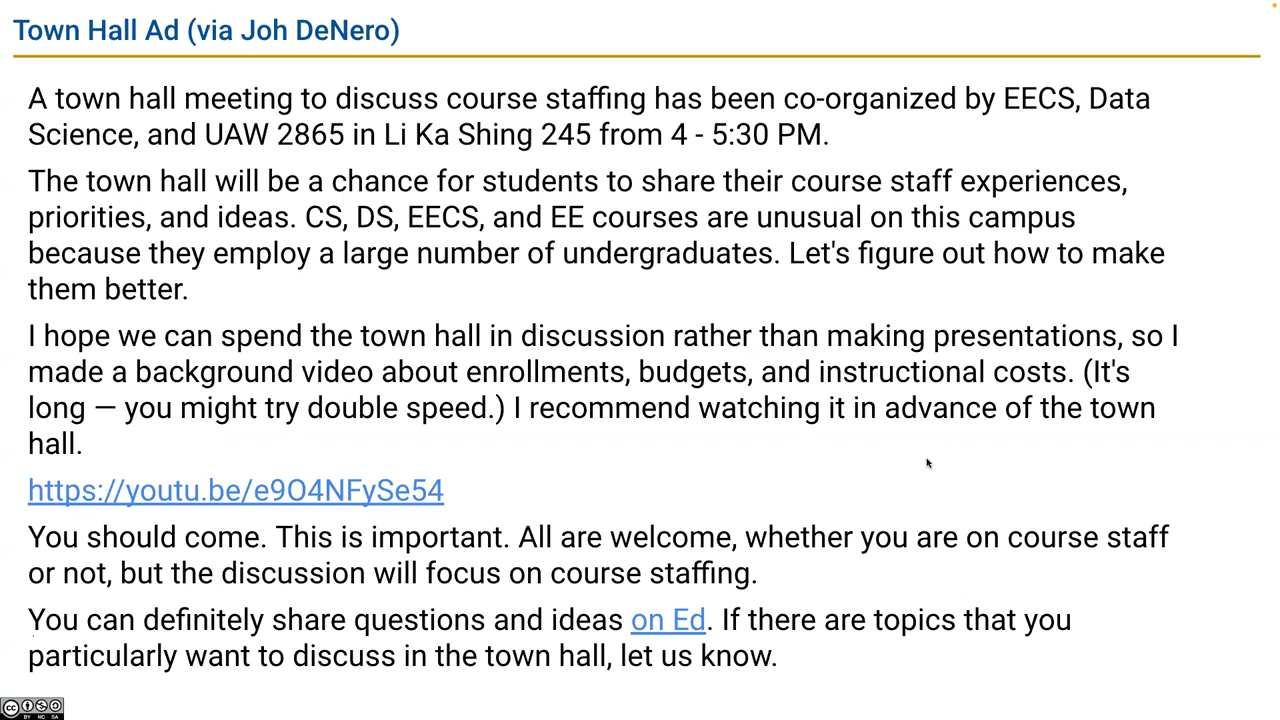 Town Hall Ad (via Joh DeNero)
A town hall meeting to discuss course staffing has been co-organized by EECS, Data
Science, and UAW 2865 in Li Ka Shing 245 from 4 - 5:30 PM.
The town hall will be a chance for students to share their course staff experiences,
priorities, and ideas. CS, DS, EECS, and EE courses are unusual on this campus
because they employ a large number of undergraduates. Let's figure out how to make
them better.
I hope we can spend the town hall in discussion rather than making presentations, so I
made a background video about enrollments, budgets, and instructional costs. (It's
long — you might try double speed.) I recommend watching it in advance of the town
hall.
https://youtu.be/e9O4NFySe54
You should come. This is important. All are welcome, whether you are on course staff
or not, but the discussion will focus on course staffing.
You can definitely share questions and ideas on Ed. If there are topics that you
particularly want to discuss in the town hall, let us know.
cc BY NC SA